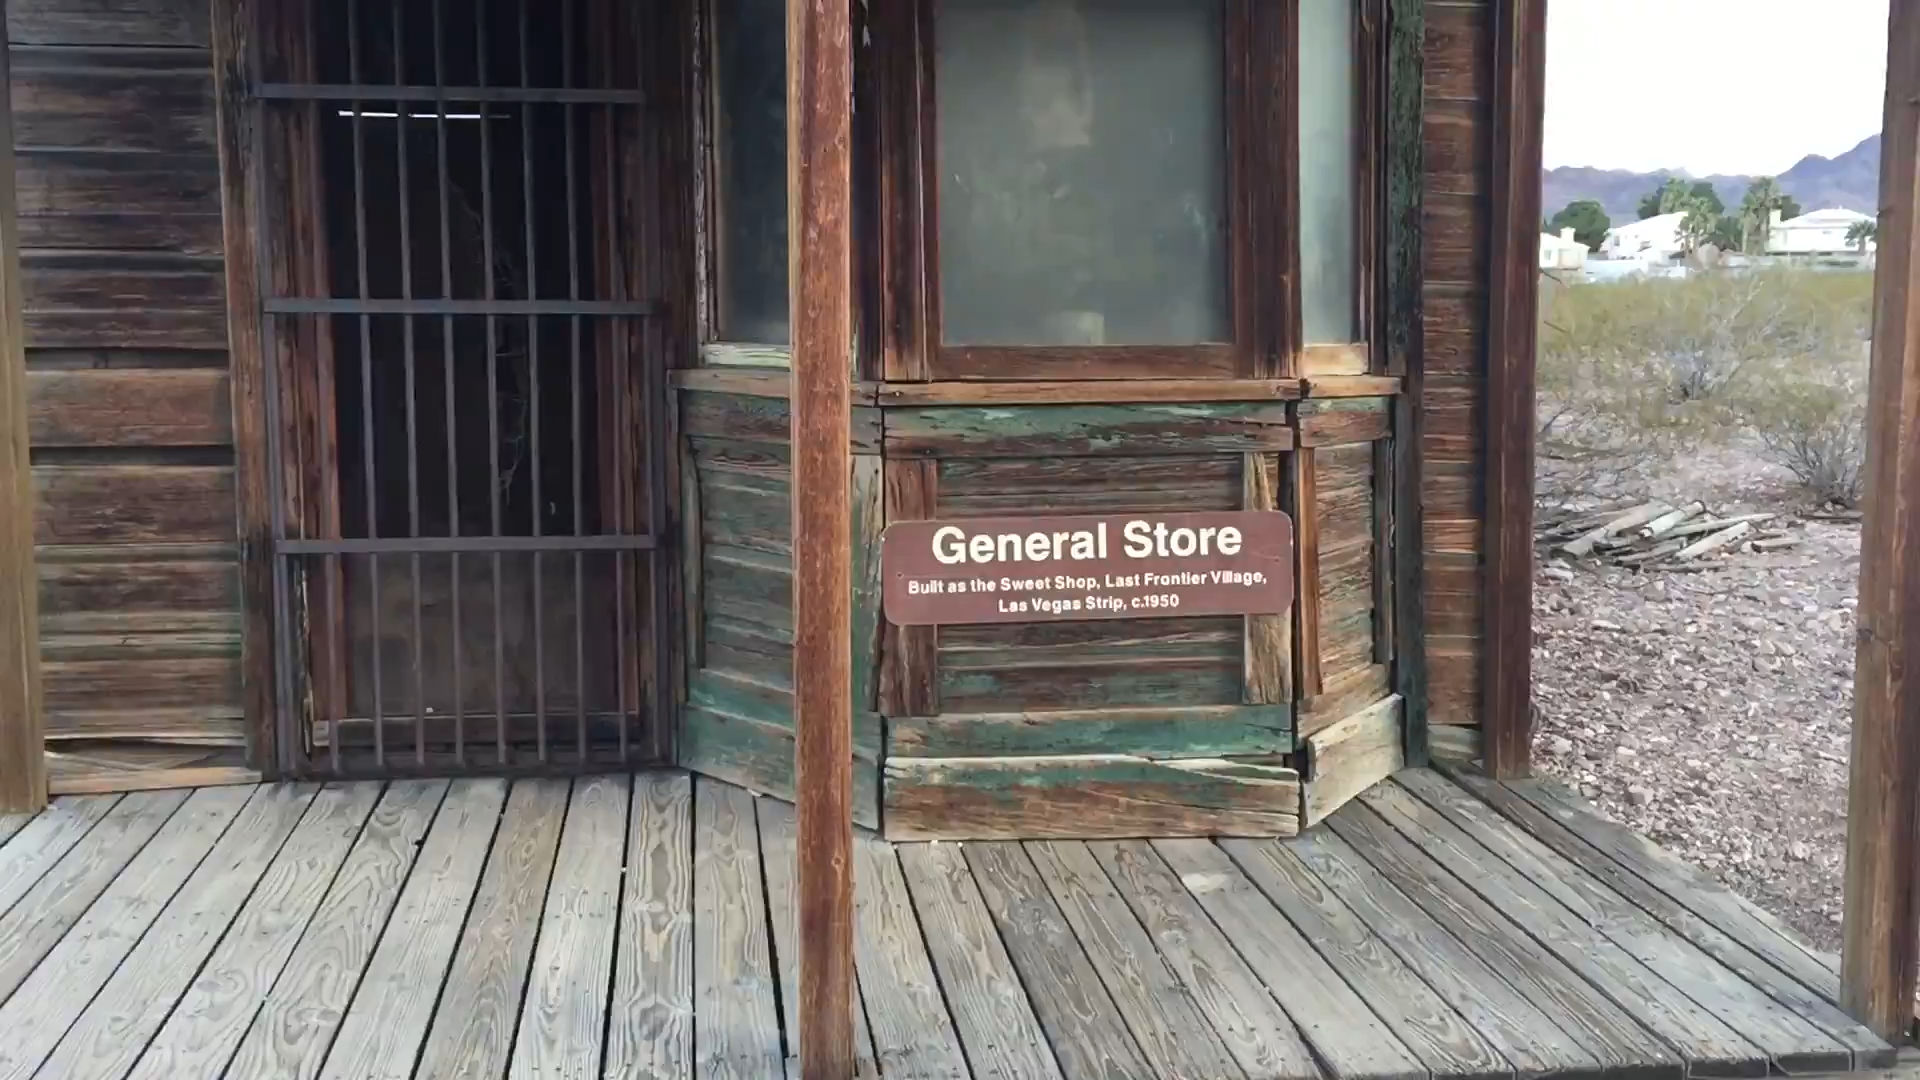 General Store
Built as the Sweet Shop, Last Frontier Village,
Las Vegas Strip, c.1950